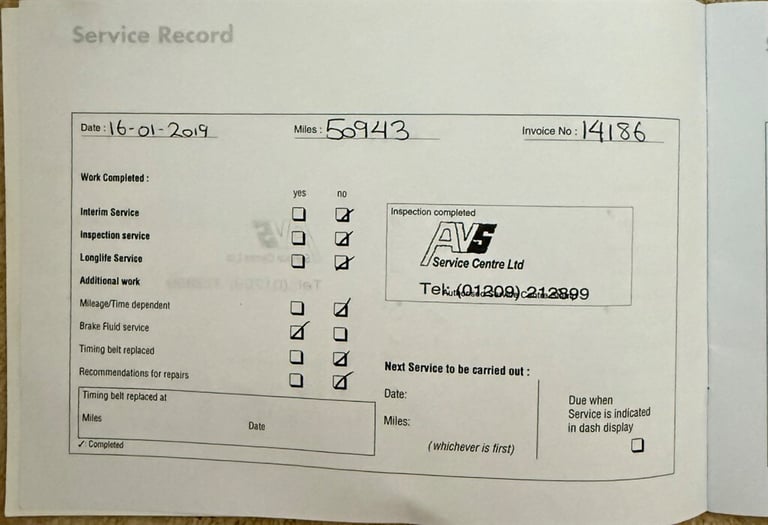 Service Record
Date : 16-01-2019 Miles : 50943 Invoice No : 14186
Work Completed :
yes no
Interim Service
Inspection service
Longlife Service
Additional work
Mileage/Time dependent
Brake Fluid service
Timing belt replaced
Recommendations for repairs
Timing belt replaced at
Miles Date
✓ Completed
Inspection completed
AVS
Service Centre Ltd
Tel: (01209) 212899
Next Service to be carried out :
Date:
Miles:
(whichever is first)
Due when
Service is indicated
in dash display